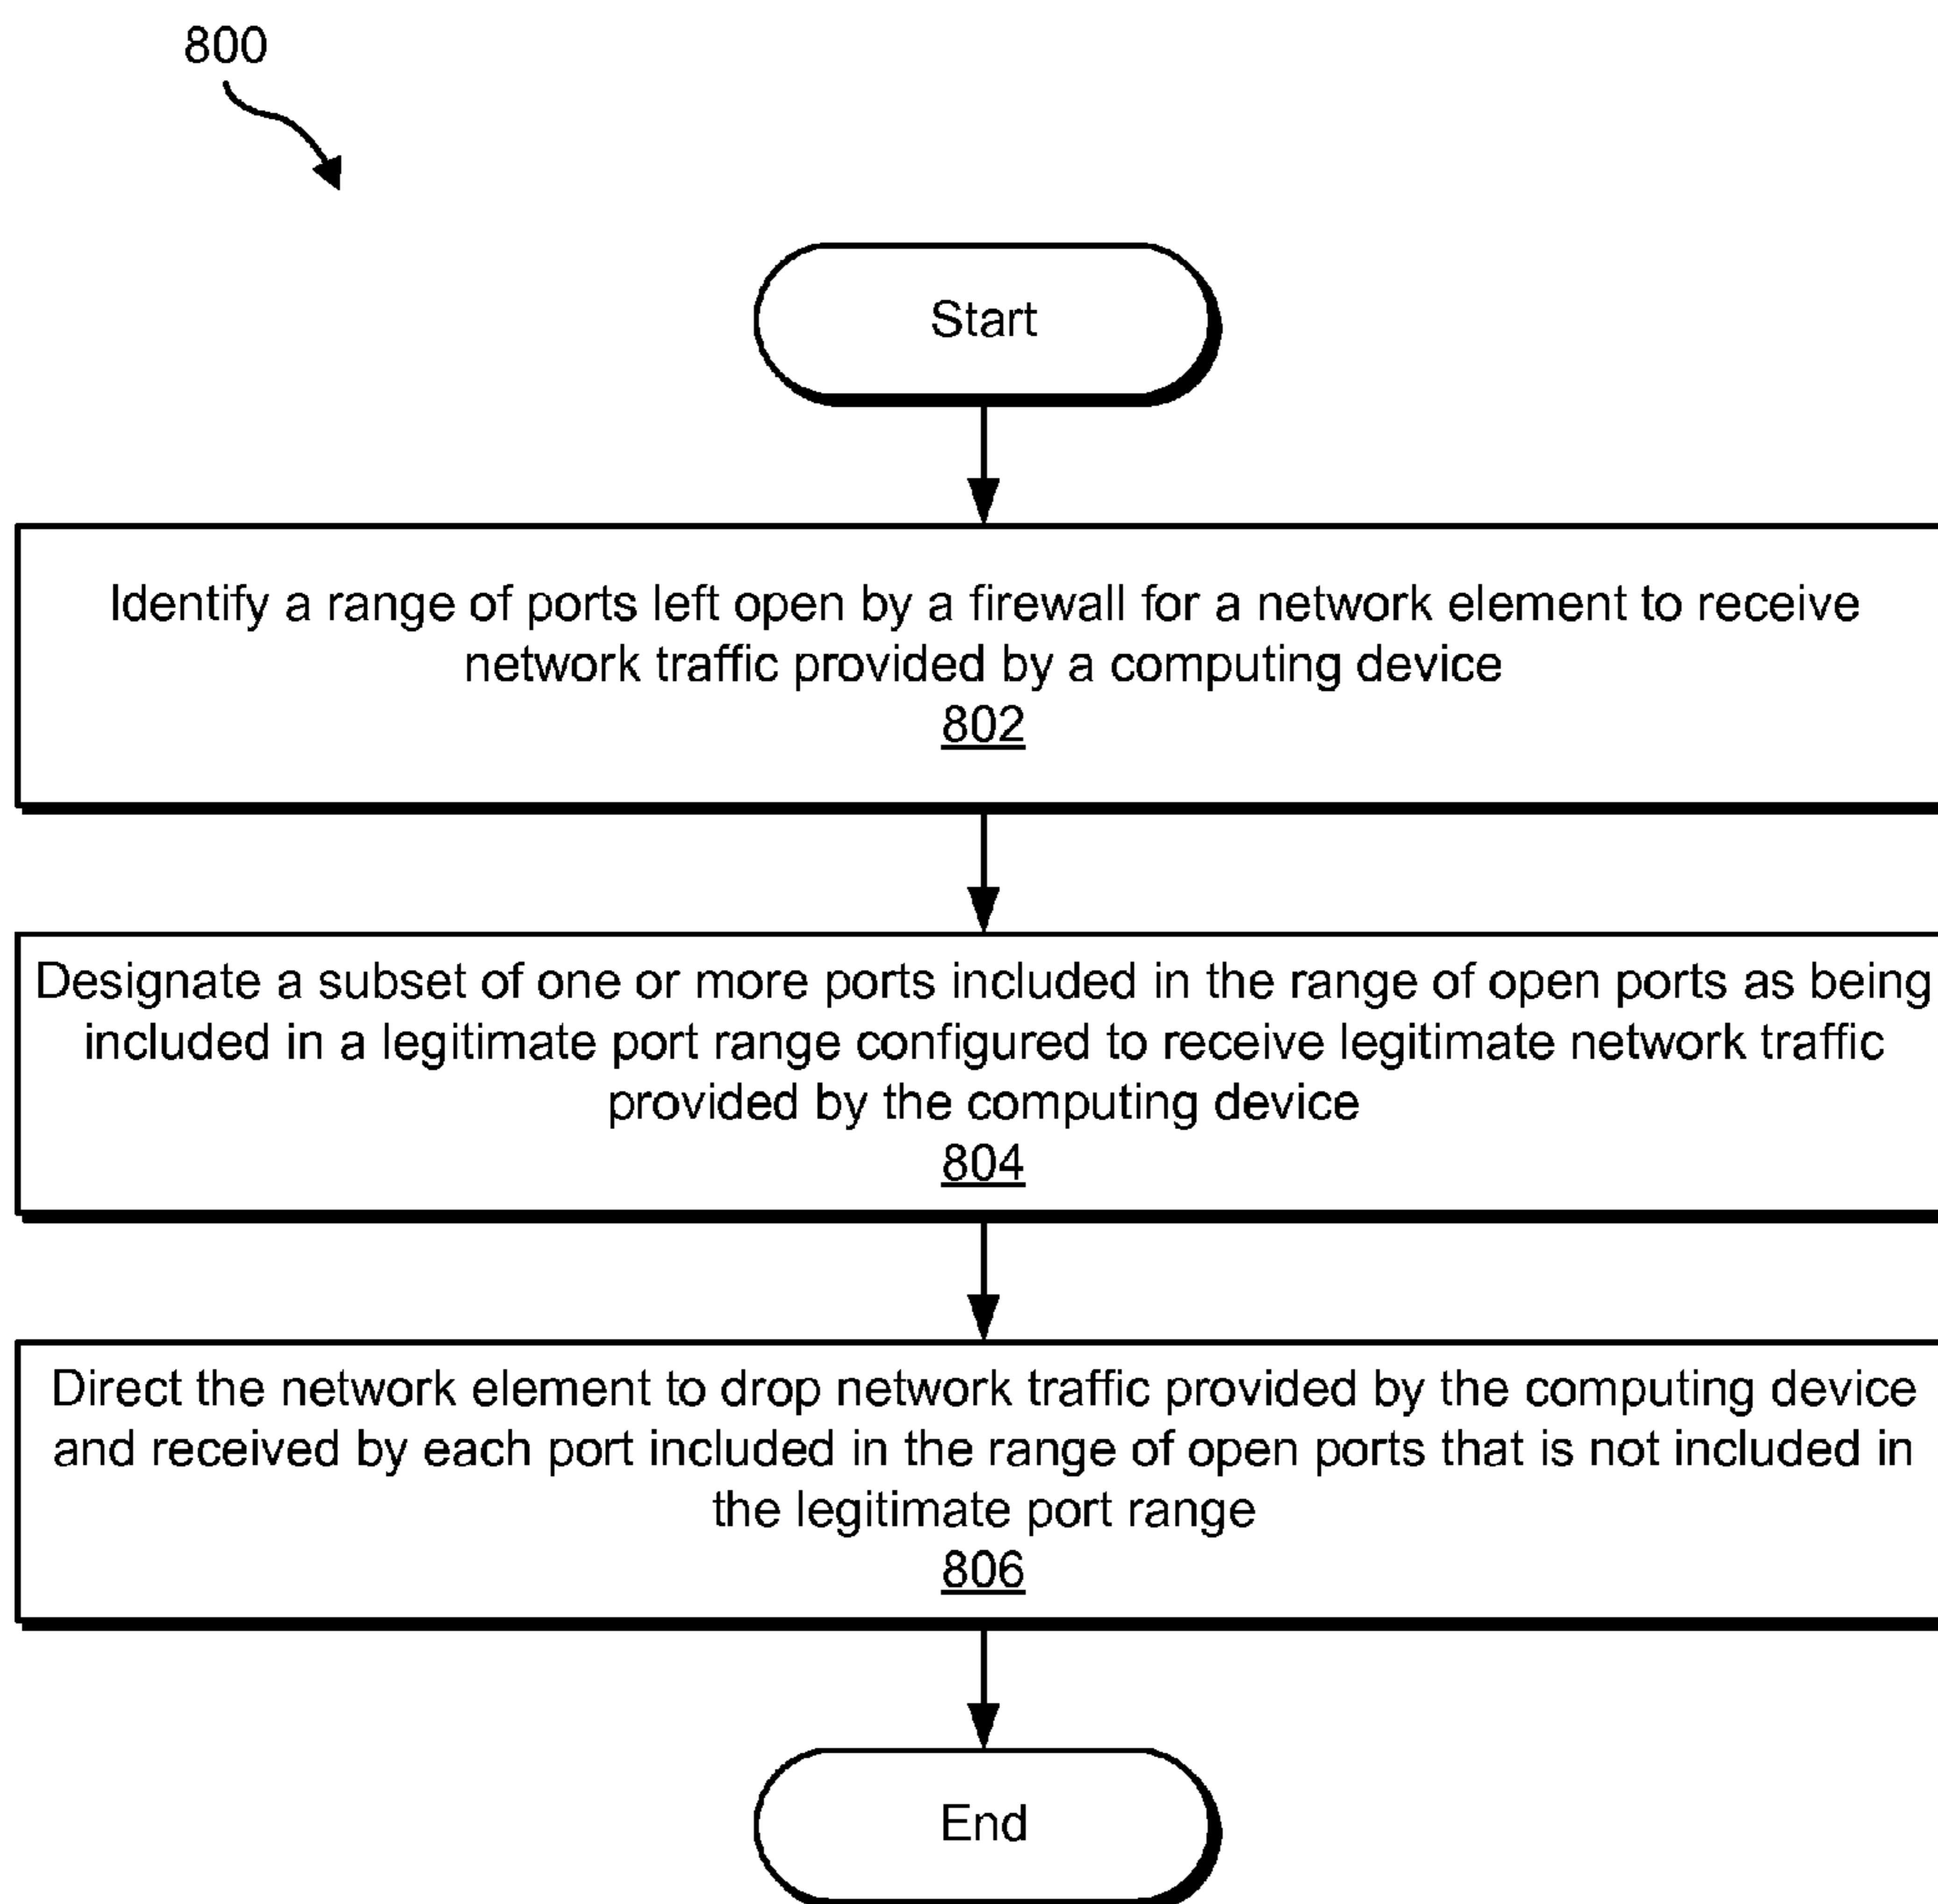 800
Start
Identify a range of ports left open by a firewall for a network element to receive
network traffic provided by a computing device
802
Designate a subset of one or more ports included in the range of open ports as being
included in a legitimate port range configured to receive legitimate network traffic
provided by the computing device
804
Direct the network element to drop network traffic provided by the computing device
and received by each port included in the range of open ports that is not included in
the legitimate port range
806
End